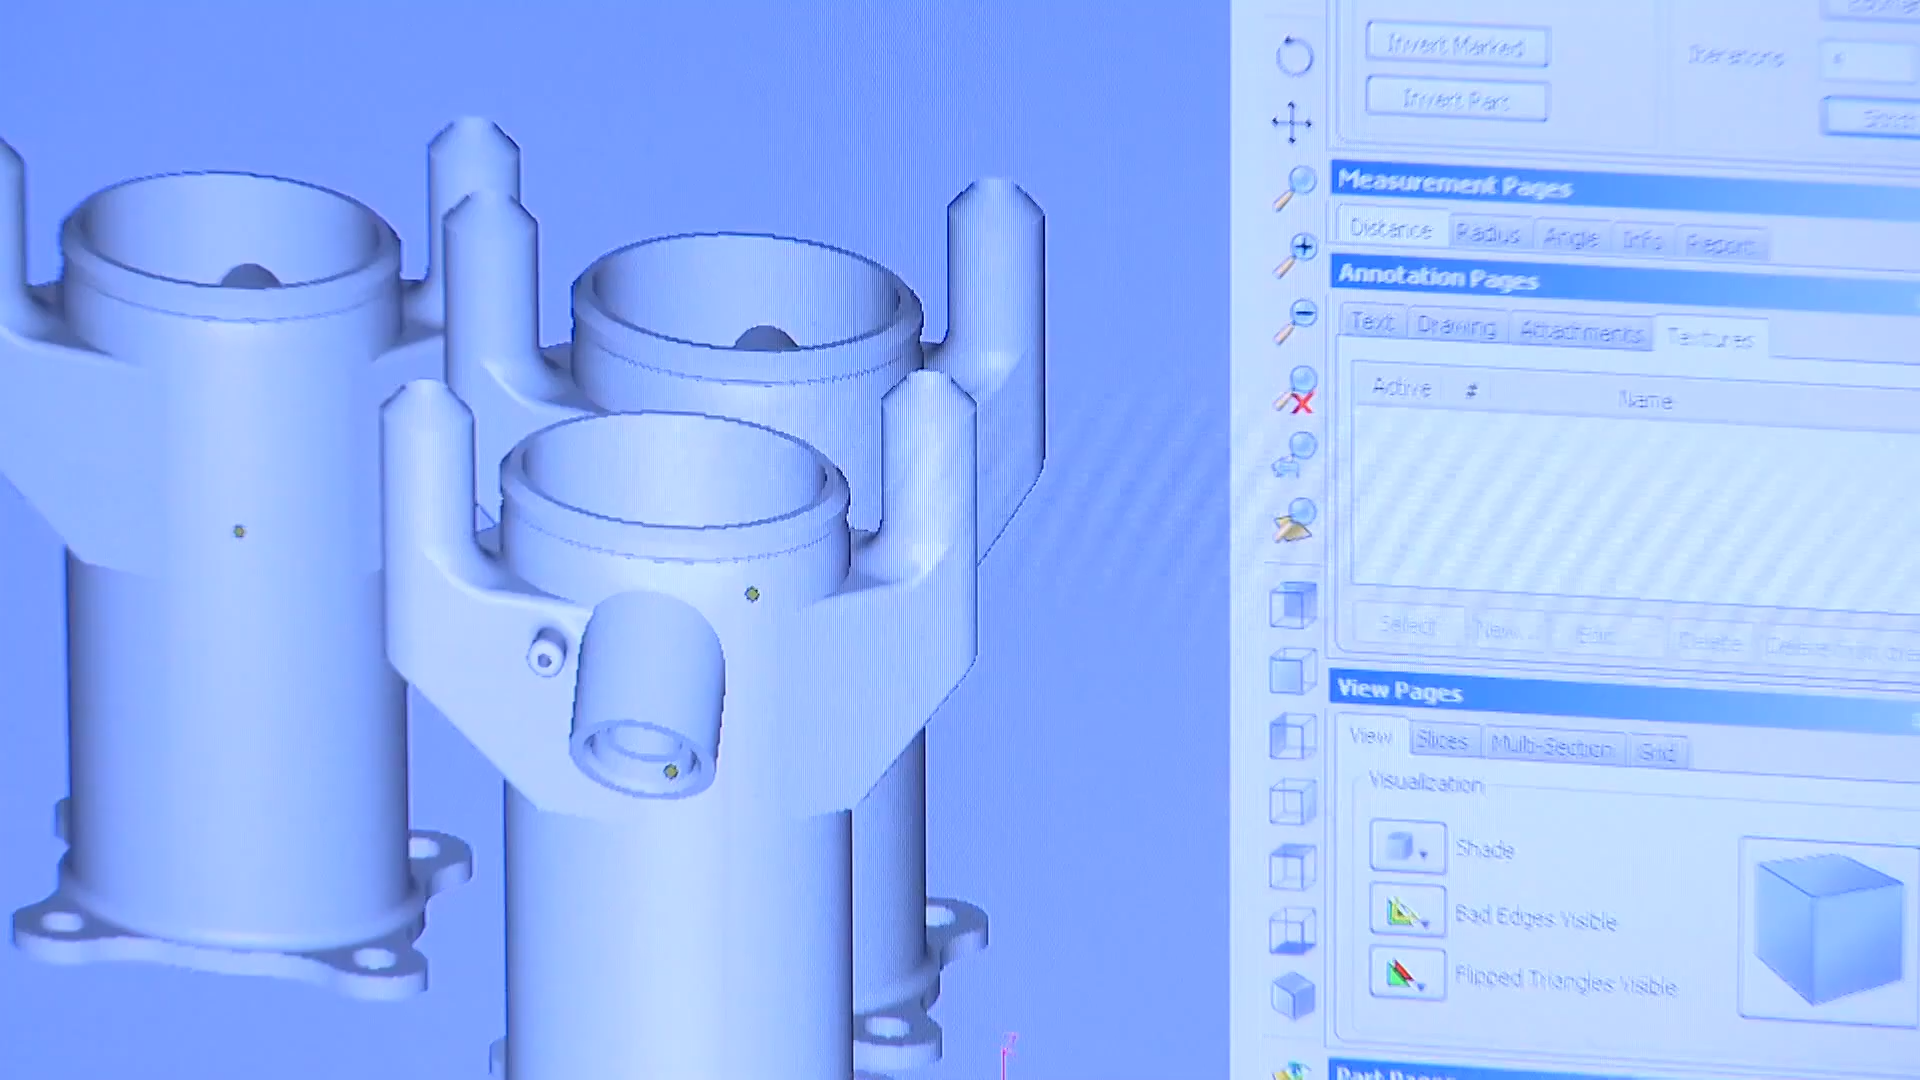 Invert Marked
Iterations
Invert Part
Measurement Pages
Distance Radius Angle Info Report
Annotation Pages
Text Drawing Attachments Textures
Active # Name
Select New... Edit... Delete
View Pages
View Slices Multi-Section Grid
Visualization
Shade
Bad Edges Visible
Flipped Triangles Visible